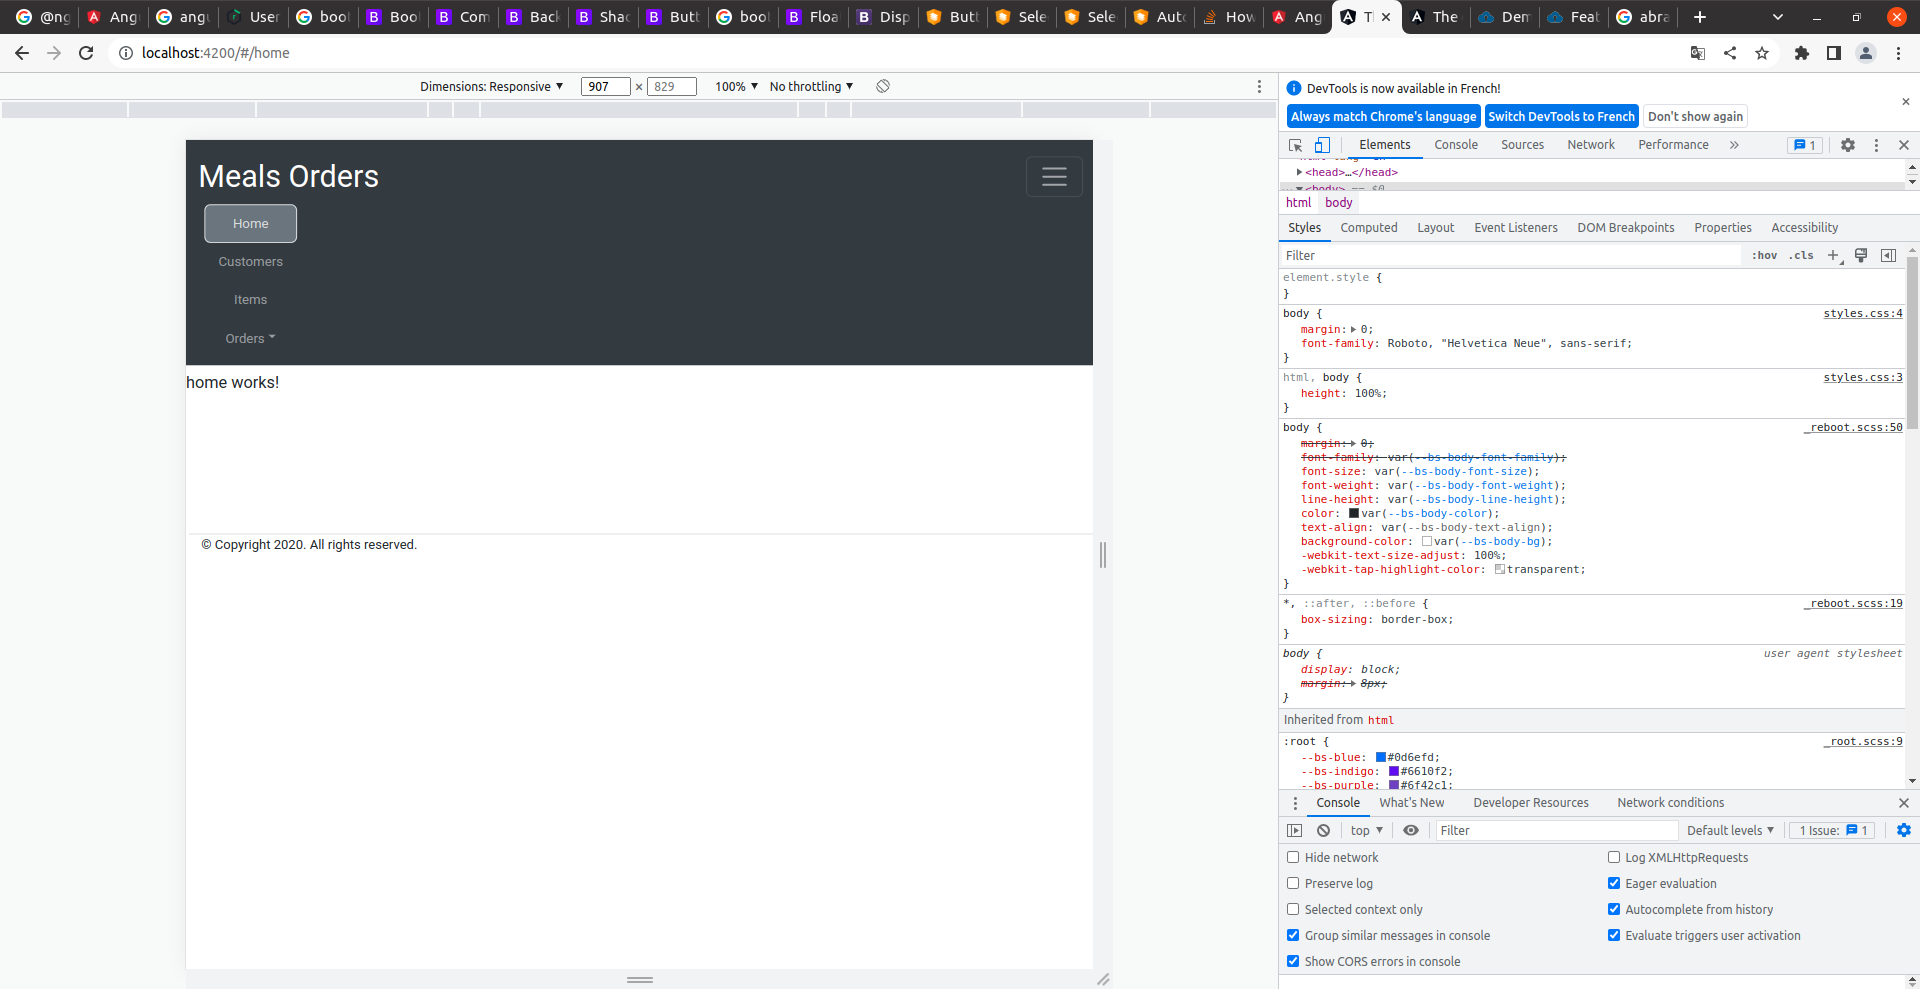 @ng
Ang
angu
User
boot
Boo
Com
Back
Shac
Butt
boot
Floa
Disp
Butt
Sele
Sele
Auto
How
Ang
T
The
Dem
Feat
abra
localhost:4200/#/home
Dimensions: Responsive 907 × 829 100% No throttling
Meals Orders
Home
Customers
Items
Orders
home works!
© Copyright 2020. All rights reserved.
DevTools is now available in French!
Always match Chrome's language Switch DevTools to French Don't show again
Elements Console Sources Network Performance » 1
<head>…</head>
<body> == $0
html body
Styles Computed Layout Event Listeners DOM Breakpoints Properties Accessibility
Filter :hov .cls +
element.style {
}
body { styles.css:4
margin: 0;
font-family: Roboto, "Helvetica Neue", sans-serif;
}
html, body { styles.css:3
height: 100%;
}
body { _reboot.scss:50
margin: 0;
font-family: var(--bs-body-font-family);
font-size: var(--bs-body-font-size);
font-weight: var(--bs-body-font-weight);
line-height: var(--bs-body-line-height);
color: var(--bs-body-color);
text-align: var(--bs-body-text-align);
background-color: var(--bs-body-bg);
-webkit-text-size-adjust: 100%;
-webkit-tap-highlight-color: transparent;
}
*, ::after, ::before { _reboot.scss:19
box-sizing: border-box;
}
body { user agent stylesheet
display: block;
margin: 8px;
}
Inherited from html
:root { _root.scss:9
--bs-blue: #0d6efd;
--bs-indigo: #6610f2;
--bs-purple: #6f42c1;
Console What's New Developer Resources Network conditions
top Filter Default levels 1 Issue: 1
Hide network Log XMLHttpRequests
Preserve log Eager evaluation
Selected context only Autocomplete from history
Group similar messages in console Evaluate triggers user activation
Show CORS errors in console